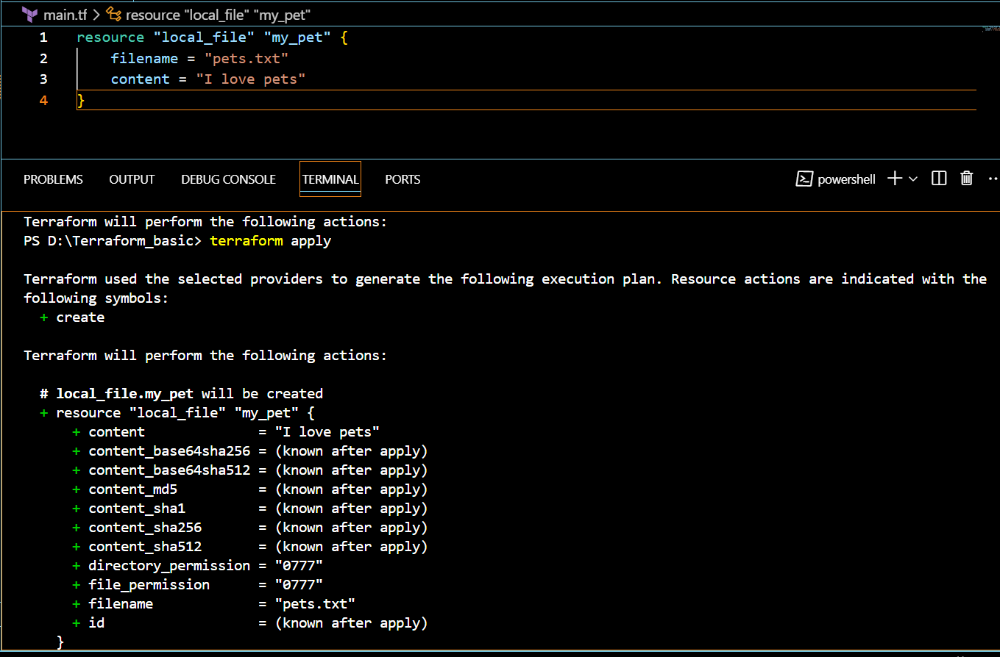 main.tf > resource "local_file" "my_pet"
1 resource "local_file" "my_pet" {
2 filename = "pets.txt"
3 content = "I love pets"
4 }
PROBLEMS OUTPUT DEBUG CONSOLE TERMINAL PORTS powershell
Terraform will perform the following actions:
PS D:\Terraform_basic> terraform apply
Terraform used the selected providers to generate the following execution plan. Resource actions are indicated with the
following symbols:
+ create
Terraform will perform the following actions:
# local_file.my_pet will be created
+ resource "local_file" "my_pet" {
+ content = "I love pets"
+ content_base64sha256 = (known after apply)
+ content_base64sha512 = (known after apply)
+ content_md5 = (known after apply)
+ content_sha1 = (known after apply)
+ content_sha256 = (known after apply)
+ content_sha512 = (known after apply)
+ directory_permission = "0777"
+ file_permission = "0777"
+ filename = "pets.txt"
+ id = (known after apply)
}